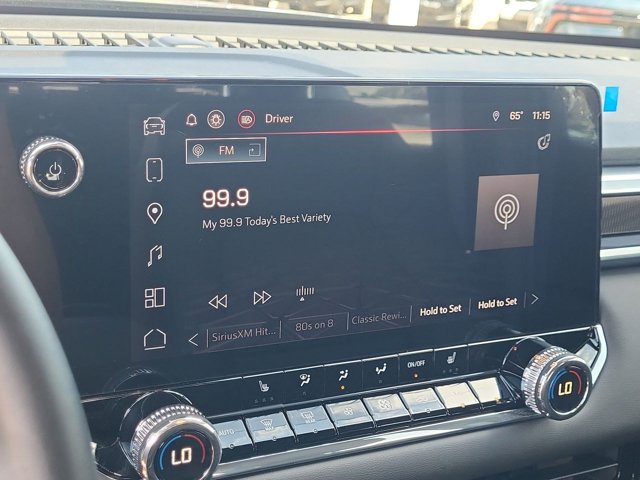 Driver
65° 11:15
FM
99.9
My 99.9 Today's Best Variety
SiriusXM Hit... 80s on 8 Classic Rewi... Hold to Set Hold to Set
ON/OFF
AUTO
LO
LO